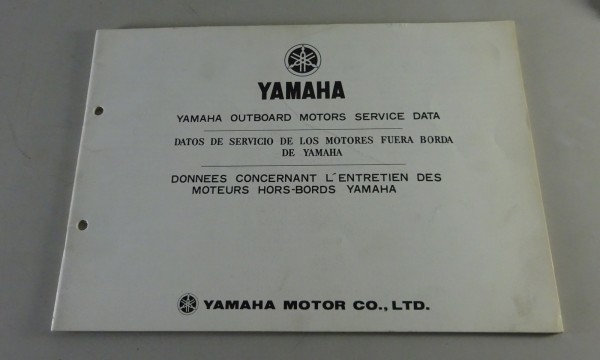 YAMAHA
YAMAHA OUTBOARD MOTORS SERVICE DATA
DATOS DE SERVICIO DE LOS MOTORES FUERA BORDA
DE YAMAHA
DONNEES CONCERNANT L'ENTRETIEN DES
MOTEURS HORS-BORDS YAMAHA
YAMAHA MOTOR CO., LTD.